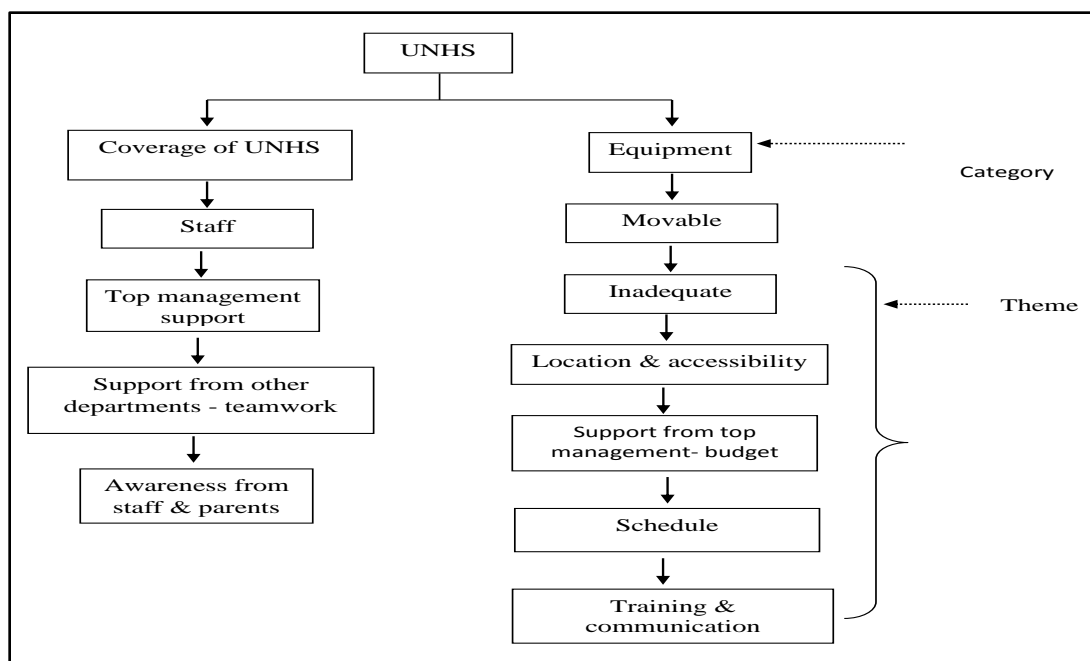 UNHS
Coverage of UNHS
Staff
Top management
support
Support from other
departments - teamwork
Awareness from
staff & parents
Equipment
Movable
Inadequate
Location & accessibility
Support from top
management- budget
Schedule
Training &
communication
Category
Theme